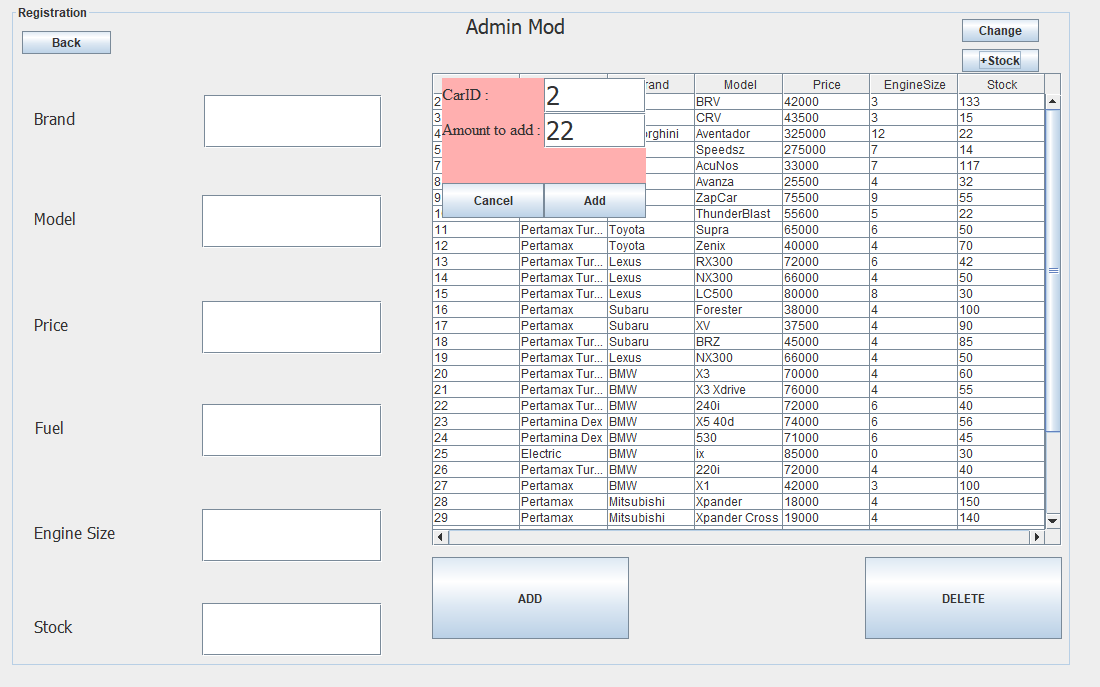 Registration
Admin Mod
Back
Change
+Stock
Brand
Model
Price
Fuel
Engine Size
Stock
CarID :
2
Amount to add :
22
Cancel
Add
rand Model Price EngineSize Stock
2 BRV 42000 3 133
3 CRV 43500 3 15
4 orghini Aventador 325000 12 22
5 Speedsz 275000 7 14
7 AcuNos 33000 7 117
8 Avanza 25500 4 32
9 ZapCar 75500 9 55
1 ThunderBlast 55600 5 22
11 Pertamax Tur... Toyota Supra 65000 6 50
12 Pertamax Toyota Zenix 40000 4 70
13 Pertamax Tur... Lexus RX300 72000 6 42
14 Pertamax Tur... Lexus NX300 66000 4 50
15 Pertamax Tur... Lexus LC500 80000 8 30
16 Pertamax Subaru Forester 38000 4 100
17 Pertamax Subaru XV 37500 4 90
18 Pertamax Tur... Subaru BRZ 45000 4 85
19 Pertamax Tur... Lexus NX300 66000 4 50
20 Pertamax Tur... BMW X3 70000 4 60
21 Pertamax Tur... BMW X3 Xdrive 76000 4 55
22 Pertamax Tur... BMW 240i 72000 6 40
23 Pertamina Dex BMW X5 40d 74000 6 56
24 Pertamina Dex BMW 530 71000 6 45
25 Electric BMW ix 85000 0 30
26 Pertamax Tur... BMW 220i 72000 4 40
27 Pertamax BMW X1 42000 3 100
28 Pertamax Mitsubishi Xpander 18000 4 150
29 Pertamax Mitsubishi Xpander Cross 19000 4 140
ADD
DELETE